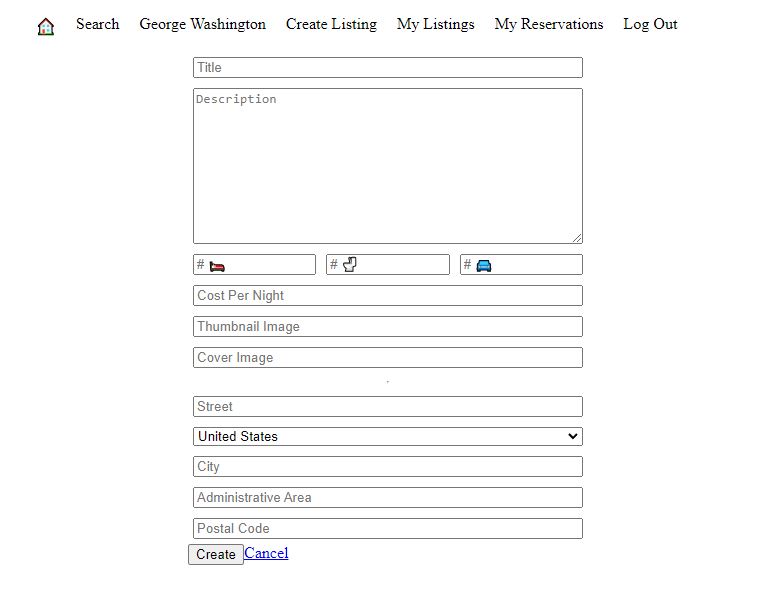 Search George Washington Create Listing My Listings My Reservations Log Out
Title
Description
# # #
Cost Per Night
Thumbnail Image
Cover Image
Street
United States
City
Administrative Area
Postal Code
Create Cancel